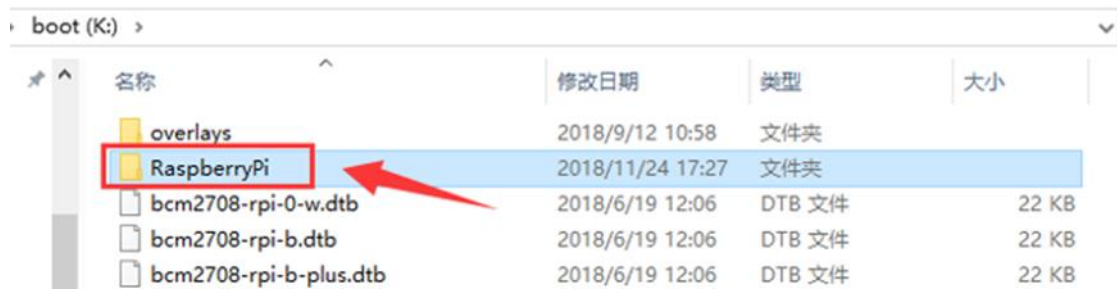 boot (K:)
名称 修改日期 类型 大小
overlays 2018/9/12 10:58 文件夹
RaspberryPi 2018/11/24 17:27 文件夹
bcm2708-rpi-0-w.dtb 2018/6/19 12:06 DTB 文件 22 KB
bcm2708-rpi-b.dtb 2018/6/19 12:06 DTB 文件 22 KB
bcm2708-rpi-b-plus.dtb 2018/6/19 12:06 DTB 文件 22 KB